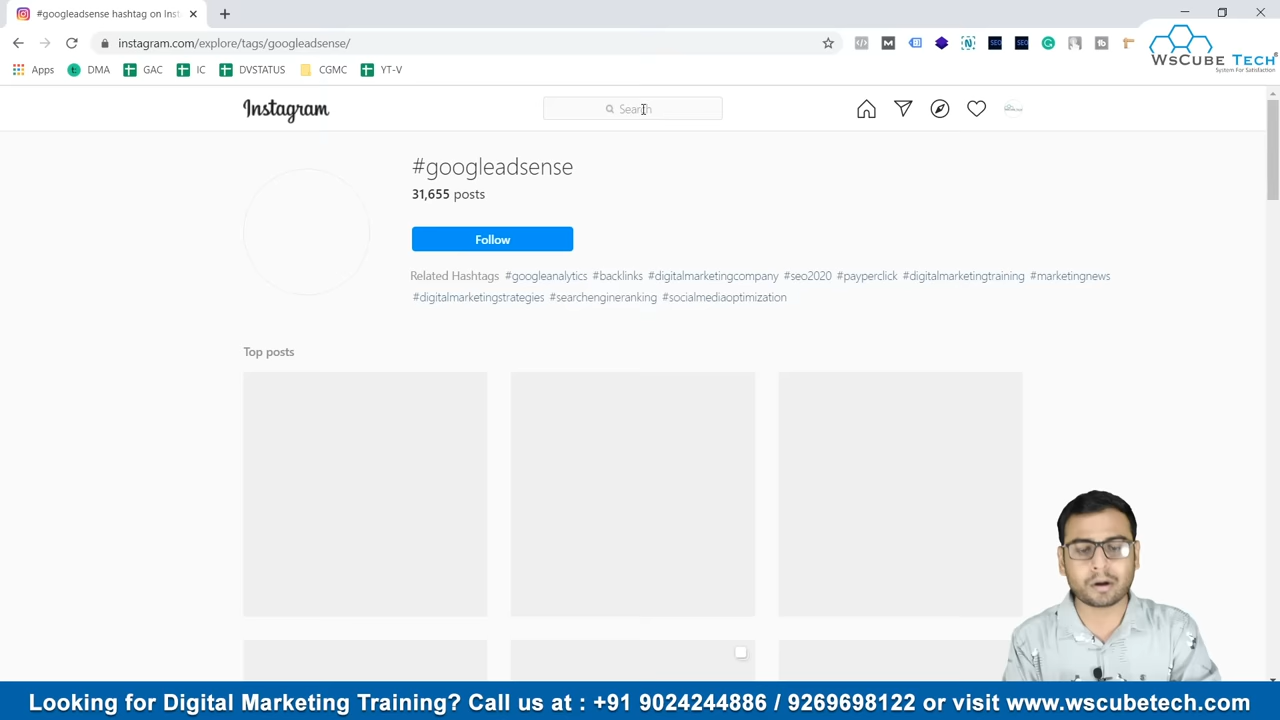 #googleadsense hashtag on Inst
instagram.com/explore/tags/googleadsense/
Apps DMA GAC IC DVSTATUS CGMC YT-V
WsCube Tech
System For Satisfaction
Instagram
Search
#googleadsense
31,655 posts
Follow
Related Hashtags #googleanalytics #backlinks #digitalmarketingcompany #seo2020 #payperclick #digitalmarketingtraining #marketingnews
#digitalmarketingstrategies #searchengineranking #socialmediaoptimization
Top posts
Looking for Digital Marketing Training? Call us at : +91 9024244886 / 9269698122 or visit www.wscubetech.com